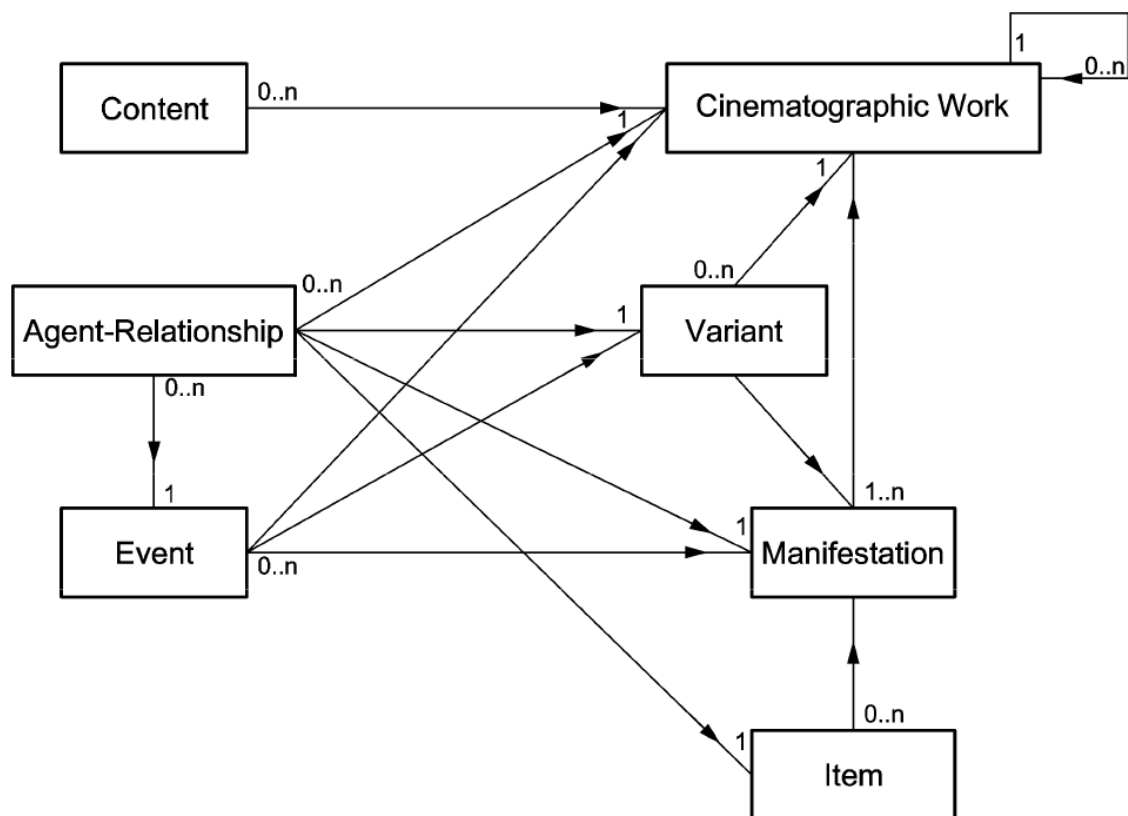 1
0..n
Content
0..n
1
Cinematographic Work
1
0..n
0..n
Agent-Relationship
0..n
1
Variant
1
Event
0..n
1
1..n
Manifestation
1
0..n
Item